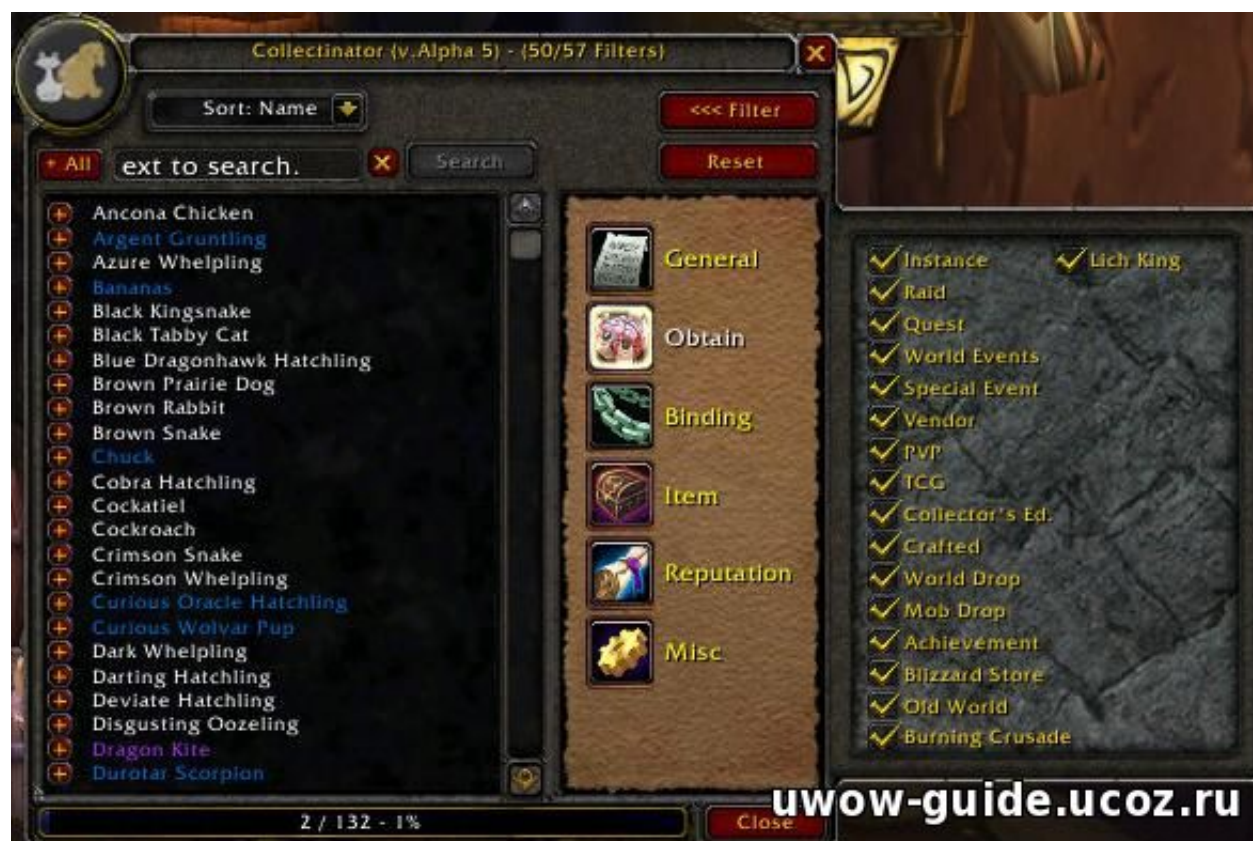 Collectinator (v.Alpha 5) - (50/57 Filters)
Sort: Name
<<< Filter
+ All
ext to search.
Search
Reset
Ancona Chicken
Argent Gruntling
Azure Whelpling
Bananas
Black Kingsnake
Black Tabby Cat
Blue Dragonhawk Hatchling
Brown Prairie Dog
Brown Rabbit
Brown Snake
Chuck
Cobra Hatchling
Cockatiel
Cockroach
Crimson Snake
Crimson Whelpling
Curious Oracle Hatchling
Curious Wolvar Pup
Dark Whelpling
Darting Hatchling
Deviate Hatchling
Disgusting Oozeling
Dragon Kite
Durotar Scorpion
General
Obtain
Binding
Item
Reputation
Misc
Instance
Lich King
Raid
Quest
World Events
Special Event
Vendor
PVP
TCG
Collector's Ed.
Crafted
World Drop
Mob Drop
Achievement
Blizzard Store
Old World
Burning Crusade
2 / 132 - 1%
Close
uwow-guide.ucoz.ru